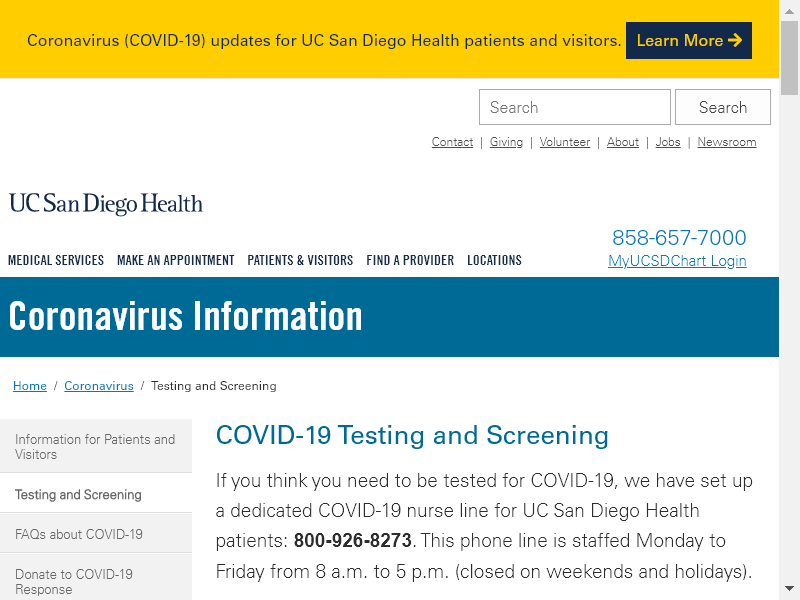 Coronavirus (COVID-19) updates for UC San Diego Health patients and visitors. Learn More
Search Search
Contact | Giving | Volunteer | About | Jobs | Newsroom
UC San Diego Health
858-657-7000
MEDICAL SERVICES MAKE AN APPOINTMENT PATIENTS & VISITORS FIND A PROVIDER LOCATIONS
MyUCSDChart Login
Coronavirus Information
Home / Coronavirus / Testing and Screening
Information for Patients and
Visitors
Testing and Screening
FAQs about COVID-19
Donate to COVID-19
Response
COVID-19 Testing and Screening
If you think you need to be tested for COVID-19, we have set up
a dedicated COVID-19 nurse line for UC San Diego Health
patients: 800-926-8273. This phone line is staffed Monday to
Friday from 8 a.m. to 5 p.m. (closed on weekends and holidays).